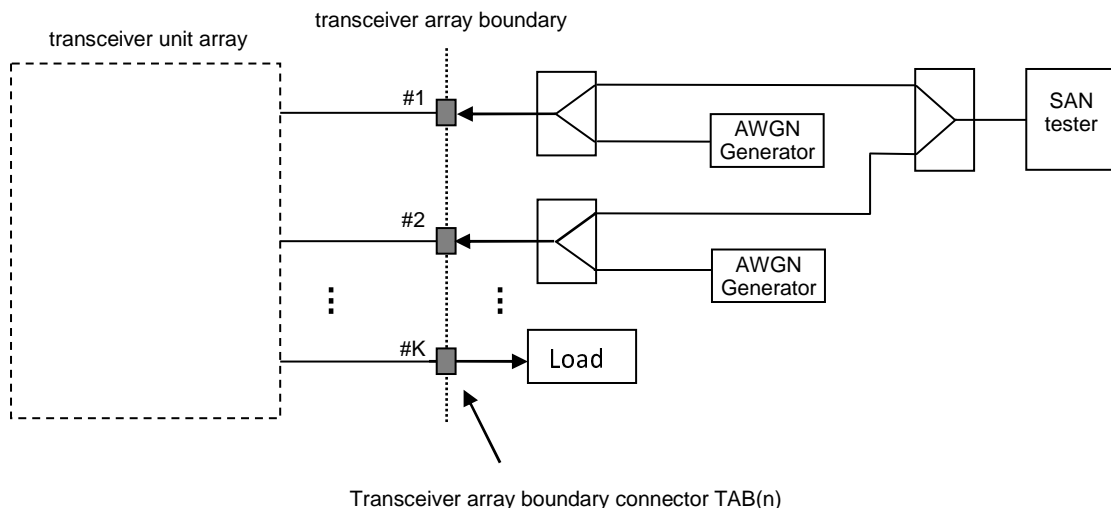 transceiver array boundary
transceiver unit array
#1
AWGN
Generator
SAN
tester
#2
AWGN
Generator
#K
Load
Transceiver array boundary connector TAB(n)